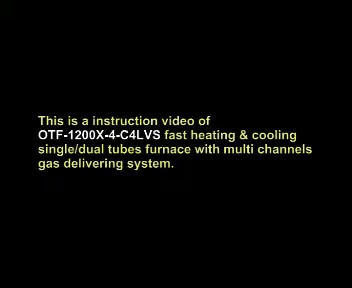 This is a instruction video of
OTF-1200X-4-C4LVS fast heating & cooling
single/dual tubes furnace with multi channels
gas delivering system.